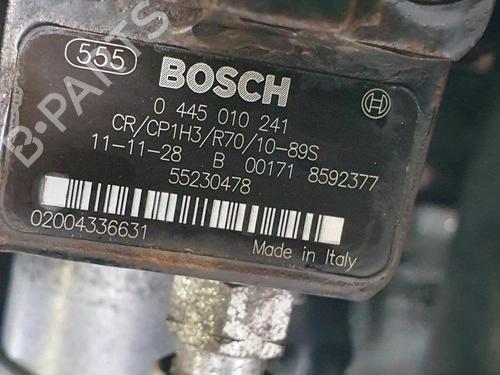 555
BOSCH
0 445 010 241
CR/CP1H3/R70/10-89S
11-11-28 B 00171 8592377
55230478
02004336631
Made in Italy
B-PARTS